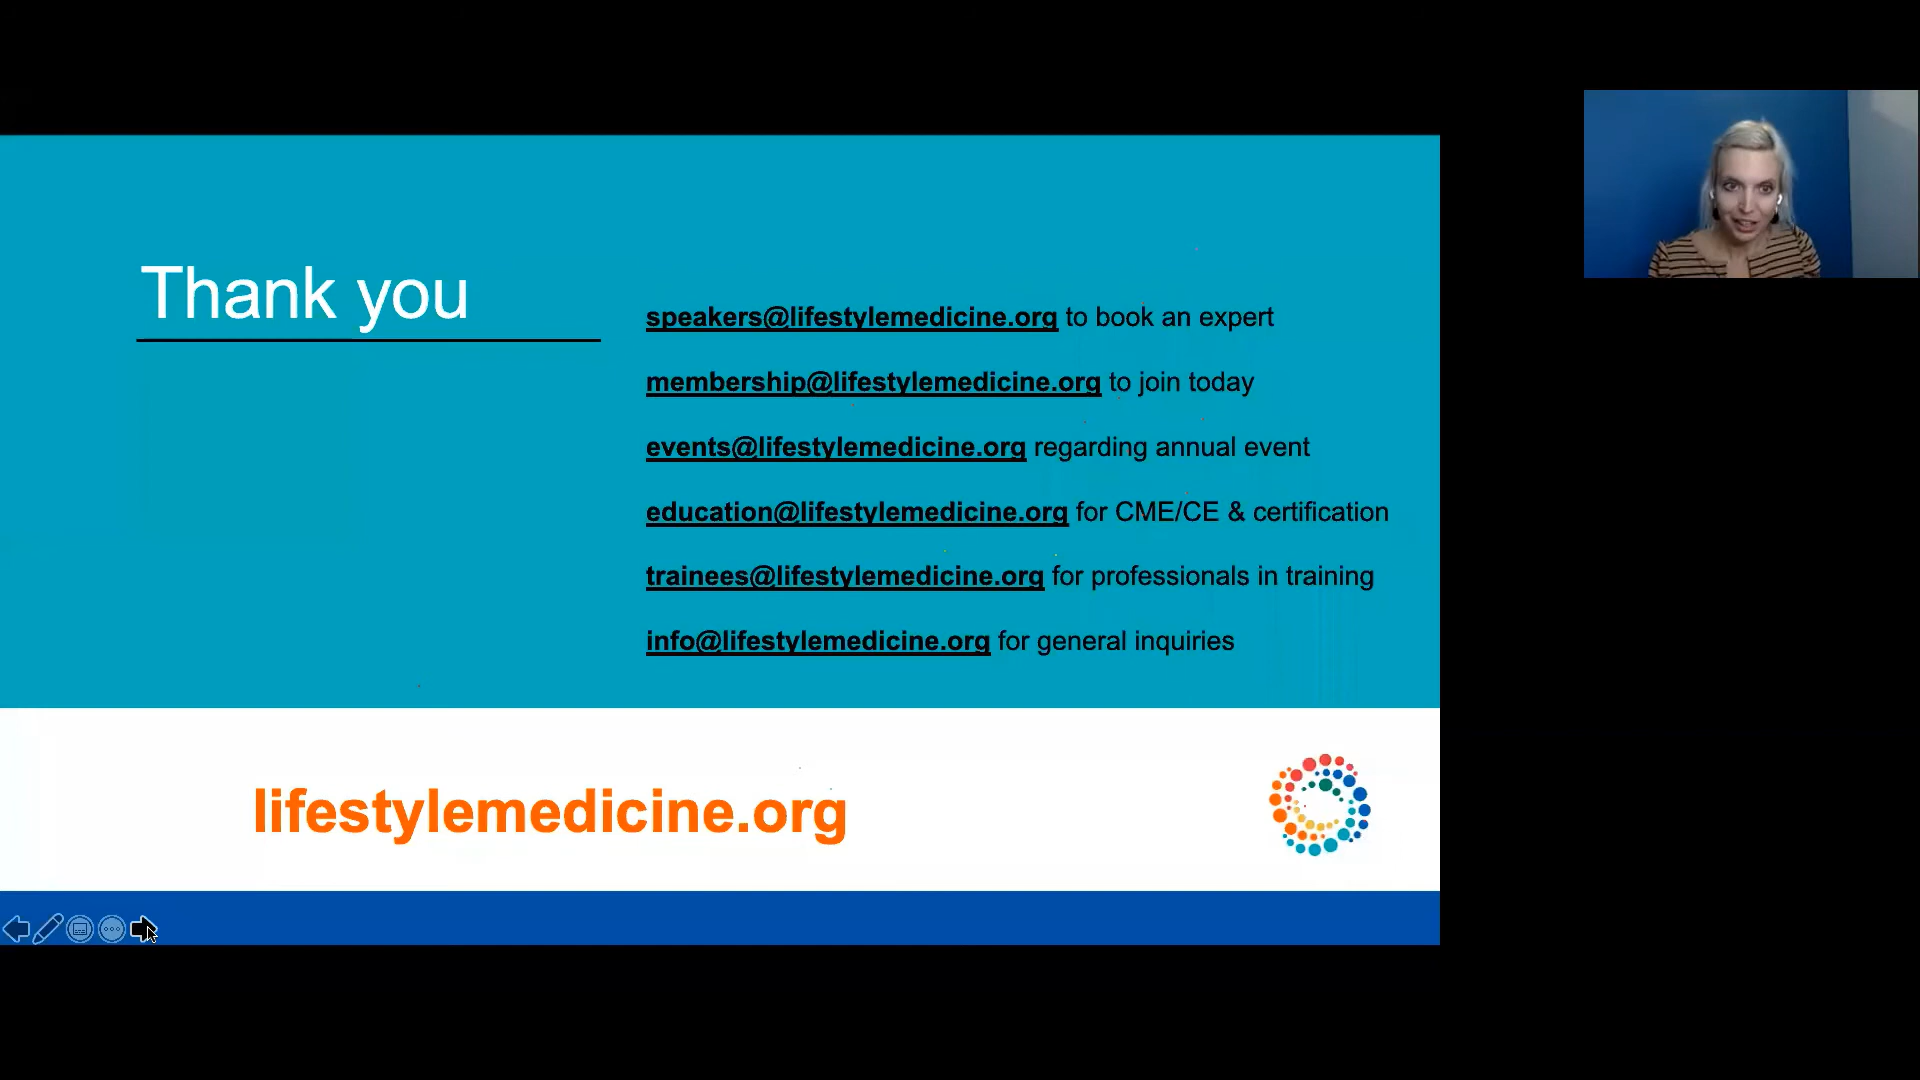 Thank you
speakers@lifestylemedicine.org to book an expert
membership@lifestylemedicine.org to join today
events@lifestylemedicine.org regarding annual event
education@lifestylemedicine.org for CME/CE & certification
trainees@lifestylemedicine.org for professionals in training
info@lifestylemedicine.org for general inquiries
lifestylemedicine.org